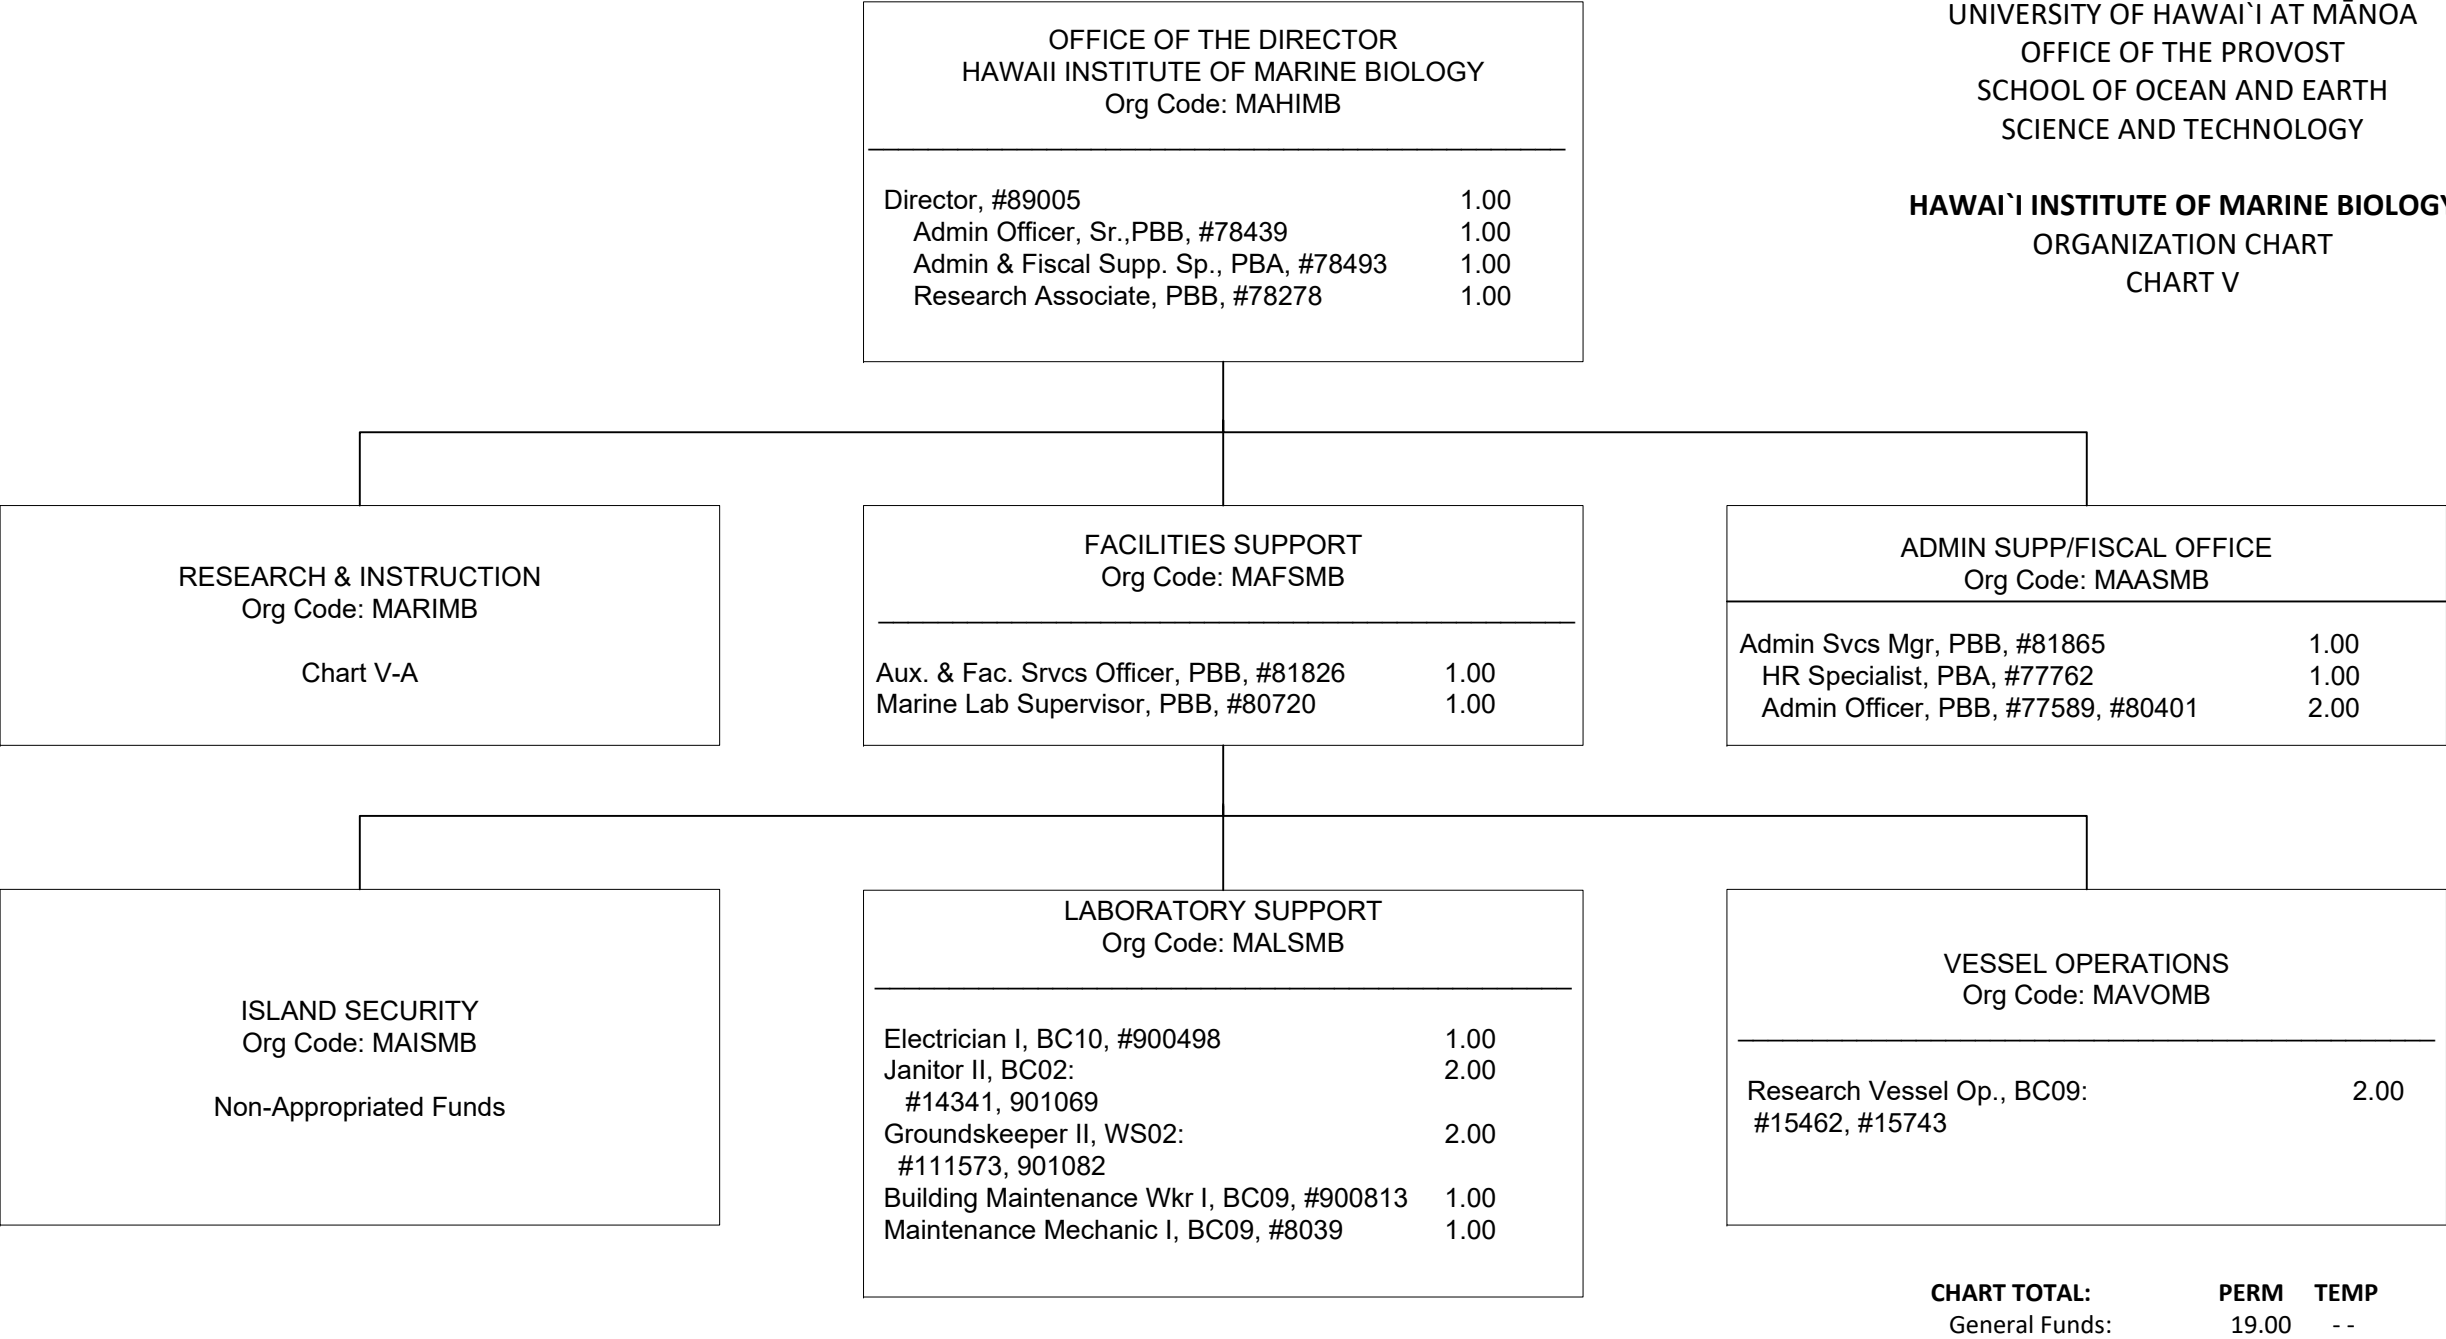 UNIVERSITY OF HAWAI`I AT MĀNOA
OFFICE OF THE PROVOST
SCHOOL OF OCEAN AND EARTH
SCIENCE AND TECHNOLOGY
HAWAI`I INSTITUTE OF MARINE BIOLOGY
ORGANIZATION CHART
CHART V
OFFICE OF THE DIRECTOR
HAWAII INSTITUTE OF MARINE BIOLOGY
Org Code: MAHIMB
Director, #89005 1.00
Admin Officer, Sr.,PBB, #78439 1.00
Admin & Fiscal Supp. Sp., PBA, #78493 1.00
Research Associate, PBB, #78278 1.00
RESEARCH & INSTRUCTION
Org Code: MARIMB
Chart V-A
FACILITIES SUPPORT
Org Code: MAFSMB
Aux. & Fac. Srvcs Officer, PBB, #81826 1.00
Marine Lab Supervisor, PBB, #80720 1.00
ADMIN SUPP/FISCAL OFFICE
Org Code: MAASMB
Admin Svcs Mgr, PBB, #81865 1.00
HR Specialist, PBA, #77762 1.00
Admin Officer, PBB, #77589, #80401 2.00
ISLAND SECURITY
Org Code: MAISMB
Non-Appropriated Funds
LABORATORY SUPPORT
Org Code: MALSMB
Electrician I, BC10, #900498 1.00
Janitor II, BC02: 2.00
#14341, 901069
Groundskeeper II, WS02: 2.00
#111573, 901082
Building Maintenance Wkr I, BC09, #900813 1.00
Maintenance Mechanic I, BC09, #8039 1.00
VESSEL OPERATIONS
Org Code: MAVOMB
Research Vessel Op., BC09: 2.00
#15462, #15743
CHART TOTAL: PERM TEMP
General Funds: 19.00 - -